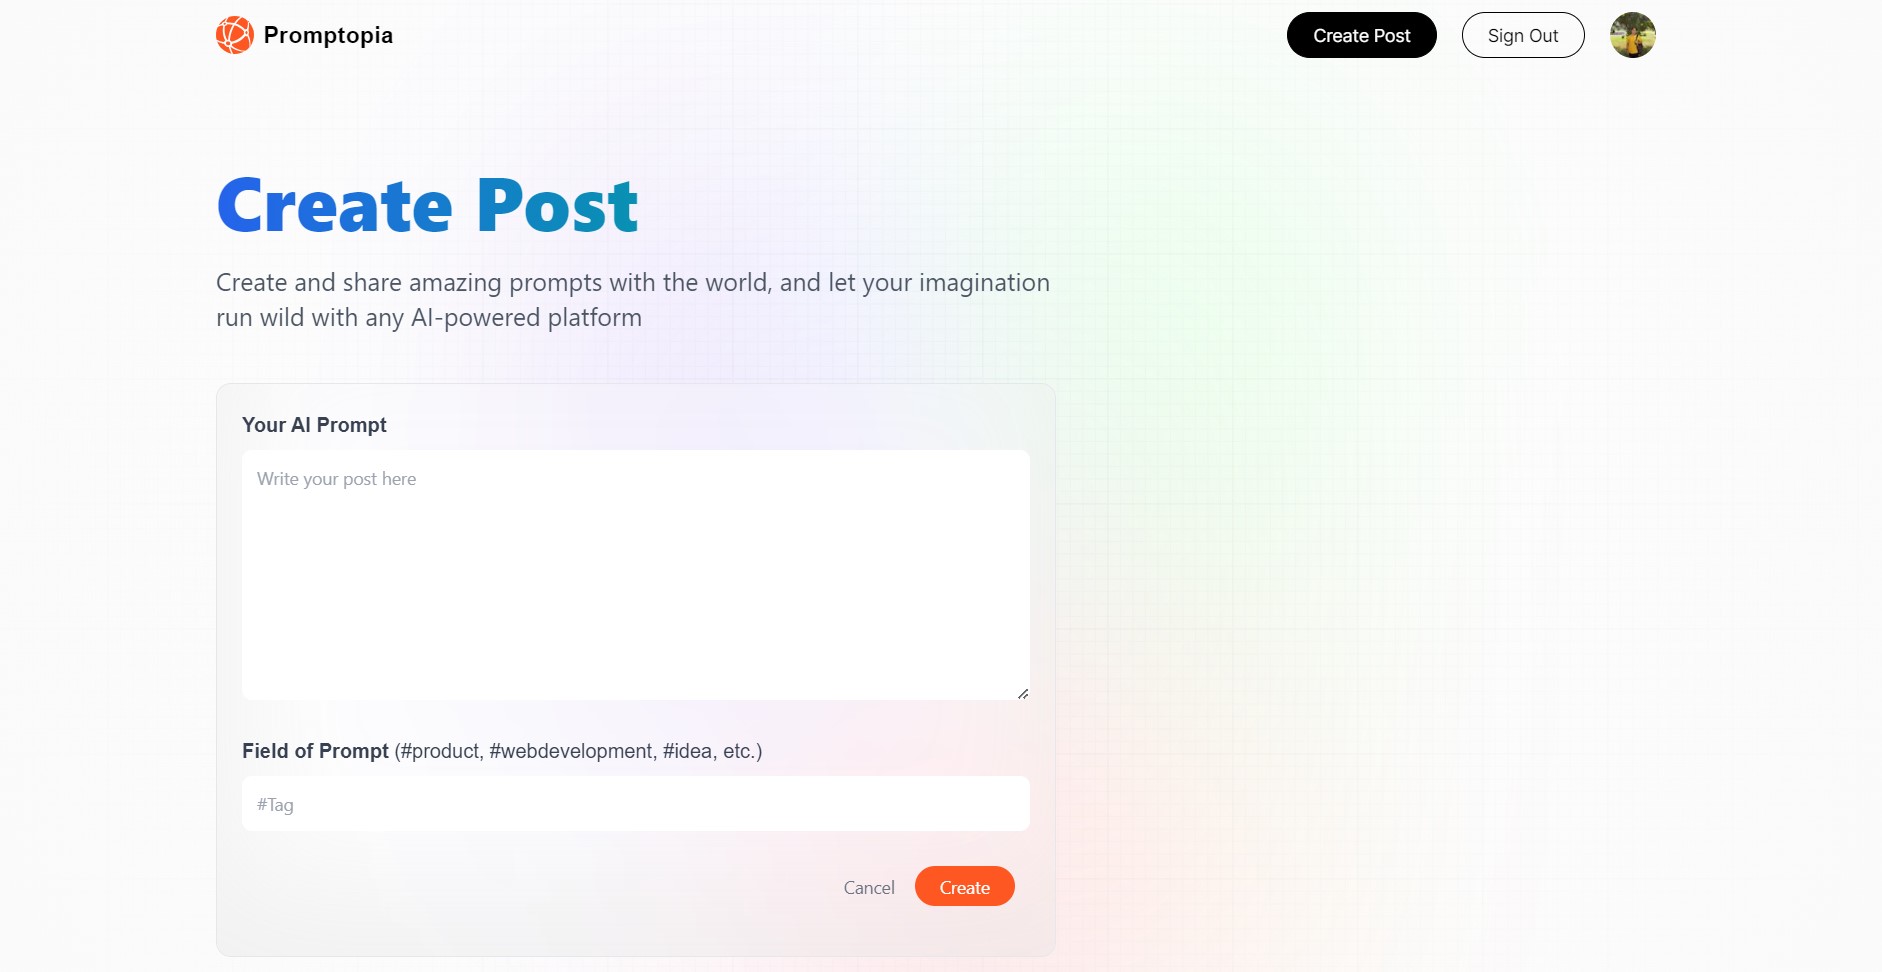 Promptopia
Create Post
Sign Out
Create Post
Create and share amazing prompts with the world, and let your imagination
run wild with any AI-powered platform
Your AI Prompt
Write your post here
Field of Prompt (#product, #webdevelopment, #idea, etc.)
#Tag
Cancel
Create